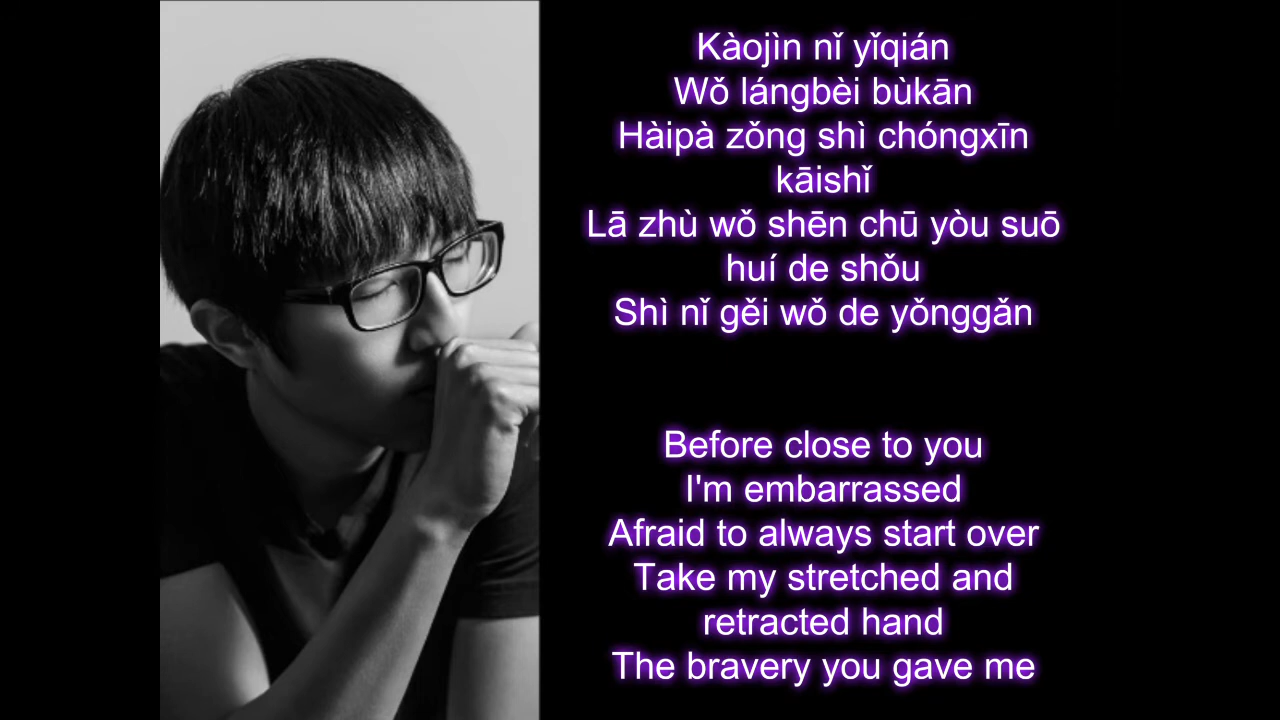 Kàojìn nǐ yǐqián
Wǒ lángbèi bùkān
Hàipà zǒng shì chóngxīn
kāishǐ
Lā zhù wǒ shēn chū yòu suō
huí de shǒu
Shì nǐ gěi wǒ de yǒnggǎn
Before close to you
I'm embarrassed
Afraid to always start over
Take my stretched and
retracted hand
The bravery you gave me